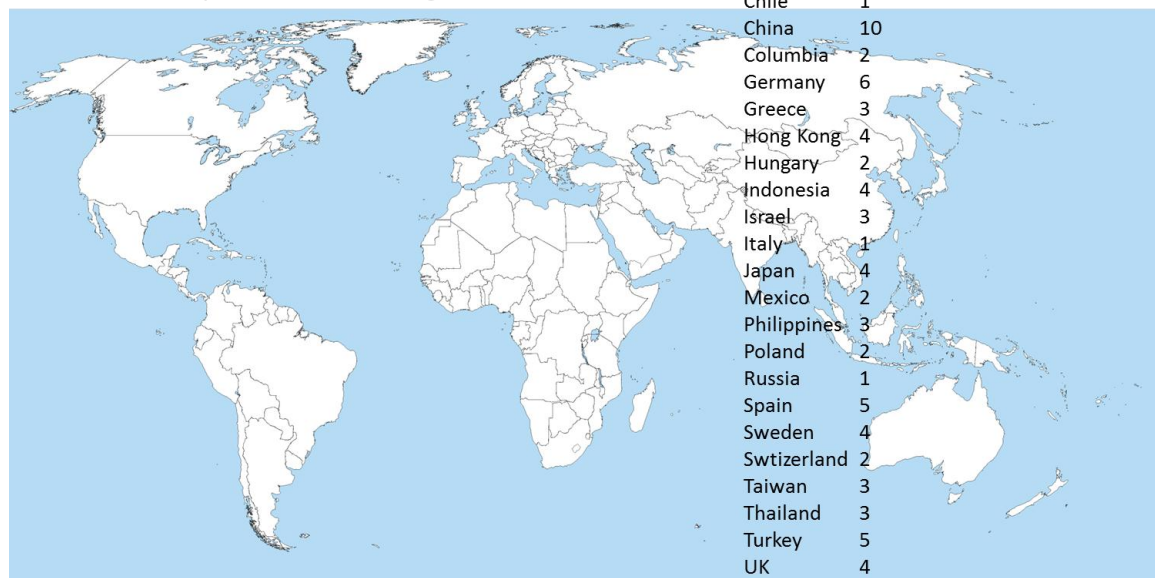 Chile 1
China 10
Columbia 2
Germany 6
Greece 3
Hong Kong 4
Hungary 2
Indonesia 4
Israel 3
Italy 1
Japan 4
Mexico 2
Philippines 3
Poland 2
Russia 1
Spain 5
Sweden 4
Swtizerland 2
Taiwan 3
Thailand 3
Turkey 5
UK 4